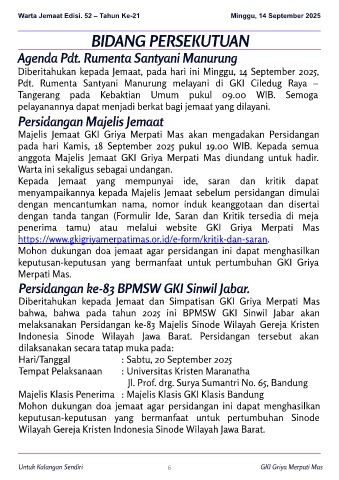 Warta Jemaat Edisi. 52 – Tahun Ke-21 Minggu, 14 September 2025
BIDANG PERSEKUTUAN
Agenda Pdt. Rumenta Santyani Manurung
Diberitahukan kepada Jemaat, pada hari ini Minggu, 14 September 2025,
Pdt. Rumenta Santyani Manurung melayani di GKI Ciledug Raya –
Tangerang pada Kebaktian Umum pukul 09.00 WIB. Semoga
pelayanannya dapat menjadi berkat bagi jemaat yang dilayani.
Persidangan Majelis Jemaat
Majelis Jemaat GKI Griya Merpati Mas akan mengadakan Persidangan
pada hari Kamis, 18 September 2025 pukul 19.00 WIB. Kepada semua
anggota Majelis Jemaat GKI Griya Merpati Mas diundang untuk hadir.
Warta ini sekaligus sebagai undangan.
Kepada Jemaat yang mempunyai ide, saran dan kritik dapat
menyampaikannya kepada Majelis Jemaat sebelum persidangan dimulai
dengan mencantumkan nama, nomor induk keanggotaan dan disertai
dengan tanda tangan (Formulir Ide, Saran dan Kritik tersedia di meja
penerima tamu) atau melalui website GKI Griya Merpati Mas
https://www.gkigriyamerpatimas.or.id/e-form/kritik-dan-saran.
Mohon dukungan doa jemaat agar persidangan ini dapat menghasilkan
keputusan-keputusan yang bermanfaat untuk pertumbuhan GKI Griya
Merpati Mas.
Persidangan ke-83 BPMSW GKI Sinwil Jabar.
Diberitahukan kepada Jemaat dan Simpatisan GKI Griya Merpati Mas
bahwa, bahwa pada tahun 2025 ini BPMSW GKI Sinwil Jabar akan
melaksanakan Persidangan ke-83 Majelis Sinode Wilayah Gereja Kristen
Indonesia Sinode Wilayah Jawa Barat. Persidangan tersebut akan
dilaksanakan secara tatap muka pada:
Hari/Tanggal : Sabtu, 20 September 2025
Tempat Pelaksanaan : Universitas Kristen Maranatha
Jl. Prof. drg. Surya Sumantri No. 65, Bandung
Majelis Klasis Penerima : Majelis Klasis GKI Klasis Bandung
Mohon dukungan doa jemaat agar persidangan ini dapat menghasilkan
keputusan-keputusan yang bermanfaat untuk pertumbuhan Sinode
Wilayah Gereja Kristen Indonesia Sinode Wilayah Jawa Barat.
Untuk Kalangan Sendiri 6 GKI Griya Merpati Mas